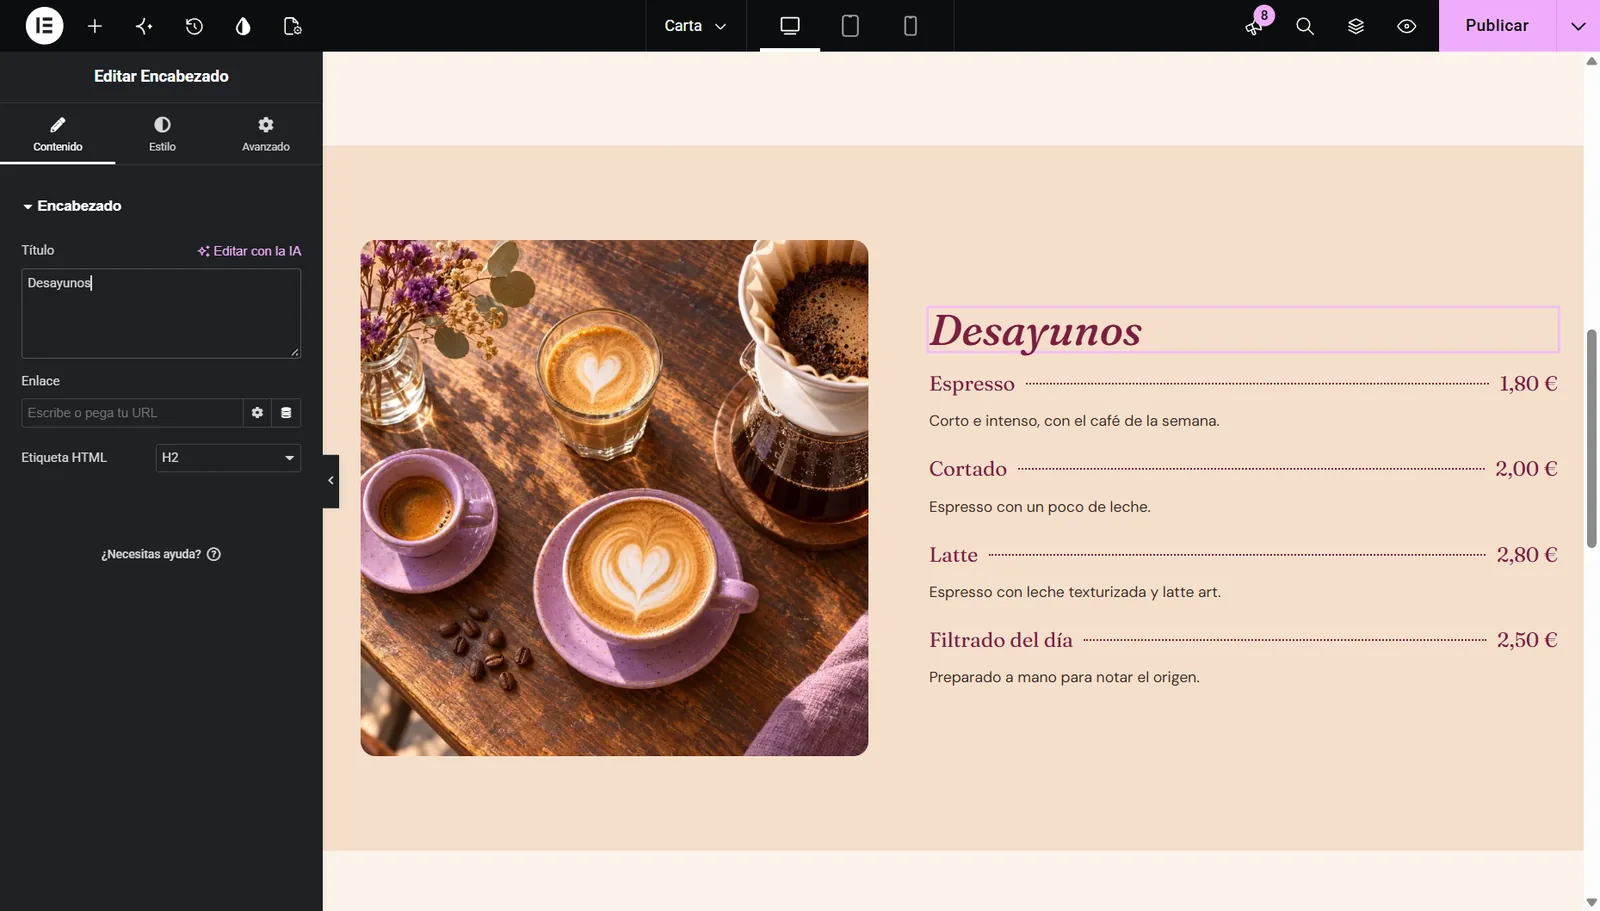 Carta
8
Publicar
Editar Encabezado
Contenido
Estilo
Avanzado
Encabezado
Título
Editar con la IA
Desayunos
Enlace
Escribe o pega tu URL
Etiqueta HTML
H2
¿Necesitas ayuda?
Desayunos
Espresso 1,80 €
Corto e intenso, con el café de la semana.
Cortado 2,00 €
Espresso con un poco de leche.
Latte 2,80 €
Espresso con leche texturizada y latte art.
Filtrado del día 2,50 €
Preparado a mano para notar el origen.